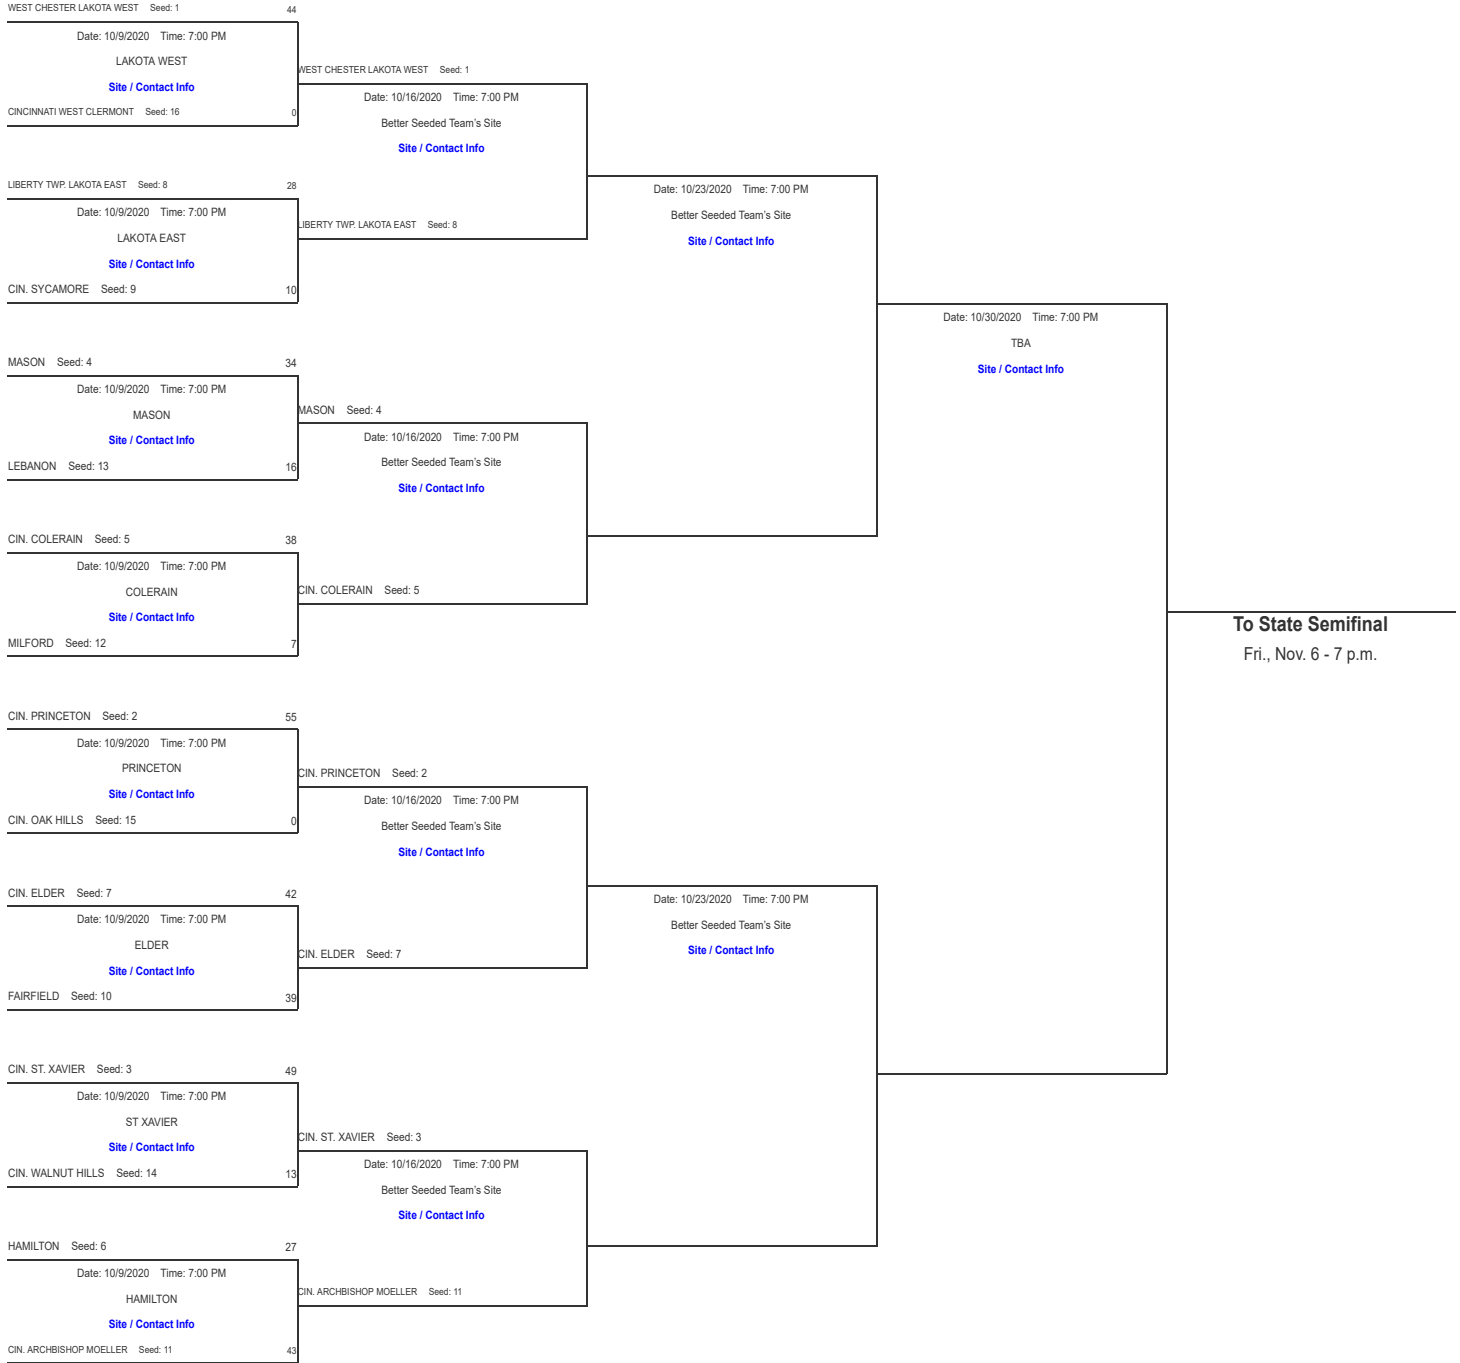 WEST CHESTER LAKOTA WEST Seed: 1 44
Date: 10/9/2020 Time: 7:00 PM
LAKOTA WEST
Site / Contact Info
CINCINNATI WEST CLERMONT Seed: 16 0
LIBERTY TWP. LAKOTA EAST Seed: 8 28
Date: 10/9/2020 Time: 7:00 PM
LAKOTA EAST
Site / Contact Info
CIN. SYCAMORE Seed: 9 10
MASON Seed: 4 34
Date: 10/9/2020 Time: 7:00 PM
MASON
Site / Contact Info
LEBANON Seed: 13 16
CIN. COLERAIN Seed: 5 38
Date: 10/9/2020 Time: 7:00 PM
COLERAIN
Site / Contact Info
MILFORD Seed: 12 7
CIN. PRINCETON Seed: 2 55
Date: 10/9/2020 Time: 7:00 PM
PRINCETON
Site / Contact Info
CIN. OAK HILLS Seed: 15 0
CIN. ELDER Seed: 7 42
Date: 10/9/2020 Time: 7:00 PM
ELDER
Site / Contact Info
FAIRFIELD Seed: 10 39
CIN. ST. XAVIER Seed: 3 49
Date: 10/9/2020 Time: 7:00 PM
ST XAVIER
Site / Contact Info
CIN. WALNUT HILLS Seed: 14 13
HAMILTON Seed: 6 27
Date: 10/9/2020 Time: 7:00 PM
HAMILTON
Site / Contact Info
CIN. ARCHBISHOP MOELLER Seed: 11 43
WEST CHESTER LAKOTA WEST Seed: 1
Date: 10/16/2020 Time: 7:00 PM
Better Seeded Team's Site
Site / Contact Info
LIBERTY TWP. LAKOTA EAST Seed: 8
MASON Seed: 4
Date: 10/16/2020 Time: 7:00 PM
Better Seeded Team's Site
Site / Contact Info
CIN. COLERAIN Seed: 5
CIN. PRINCETON Seed: 2
Date: 10/16/2020 Time: 7:00 PM
Better Seeded Team's Site
Site / Contact Info
CIN. ELDER Seed: 7
CIN. ST. XAVIER Seed: 3
Date: 10/16/2020 Time: 7:00 PM
Better Seeded Team's Site
Site / Contact Info
CIN. ARCHBISHOP MOELLER Seed: 11
Date: 10/23/2020 Time: 7:00 PM
Better Seeded Team's Site
Site / Contact Info
Date: 10/23/2020 Time: 7:00 PM
Better Seeded Team's Site
Site / Contact Info
Date: 10/30/2020 Time: 7:00 PM
TBA
Site / Contact Info
To State Semifinal
Fri., Nov. 6 - 7 p.m.